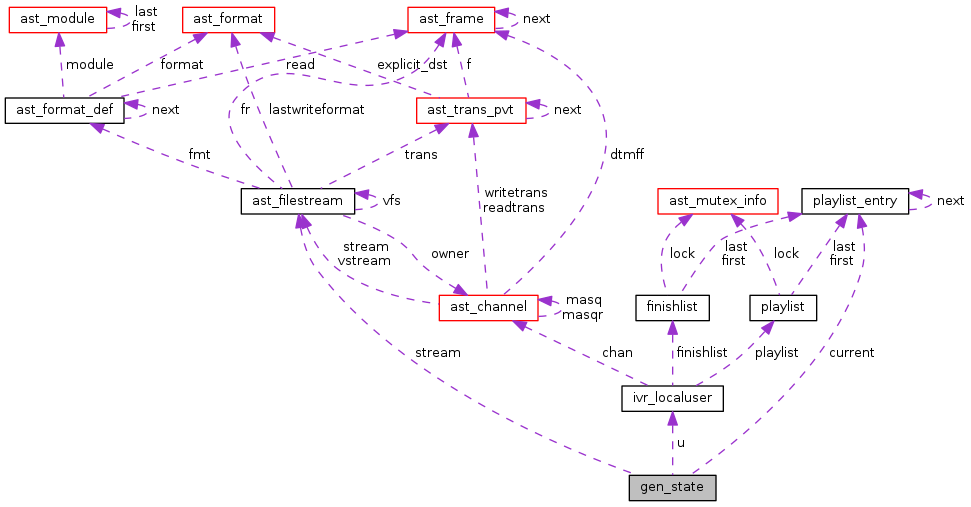 ast_module
last
first
ast_format
ast_frame
next
module
format
read
explicit_dst
f
ast_format_def
next
fr
lastwriteformat
ast_trans_pvt
next
fmt
trans
dtmff
ast_filestream
vfs
writetrans
readtrans
ast_mutex_info
playlist_entry
next
stream
vstream
owner
lock
last
first
lock
last
first
ast_channel
masq
masqr
finishlist
playlist
stream
chan
finishlist
playlist
current
ivr_localuser
u
gen_state